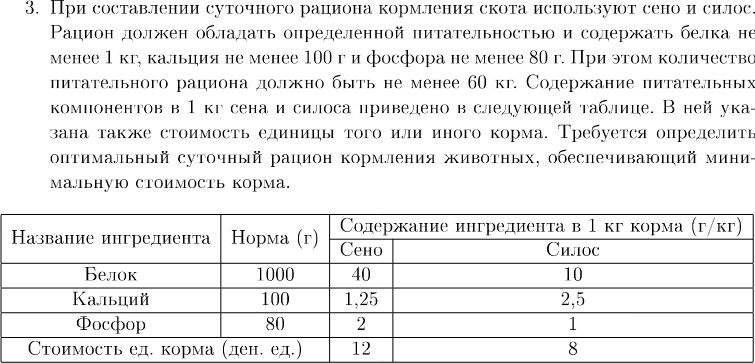 3. При составлении суточного рациона кормления скота используют сено и силос.
Рацион должен обладать определенной питательностью и содержать белка не
менее 1 кг, кальция не менее 100 г и фосфора не менее 80 г. При этом количество
питательного рациона должно быть не менее 60 кг. Содержание питательных
компонентов в 1 кг сена и силоса приведено в следующей таблице. В ней ука-
зана также стоимость единицы того или иного корма. Требуется определить
оптимальный суточный рацион кормления животных, обеспечивающий мини-
мальную стоимость корма.
Название ингредиента Норма (г) Содержание ингредиента в 1 кг корма (г/кг)
Сено Силос
Белок 1000 40 10
Кальций 100 1,25 2,5
Фосфор 80 2 1
Стоимость ед. корма (ден. ед.) 12 8